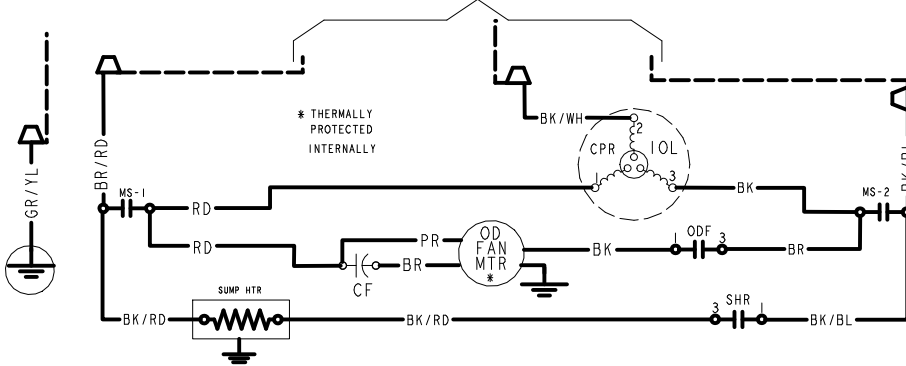 * THERMALLY
PROTECTED
INTERNALLY
BK/WH
2
CPR
IOL
1
3
GR/YL
BR/RD
MS-1
RD
BK
MS-2
BK/BL
RD
PR
OD
FAN
MTR
*
BK
1
ODF
3
BR
CF
BR
SUMP HTR
BK/RD
BK/RD
3
SHR
1
BK/BL